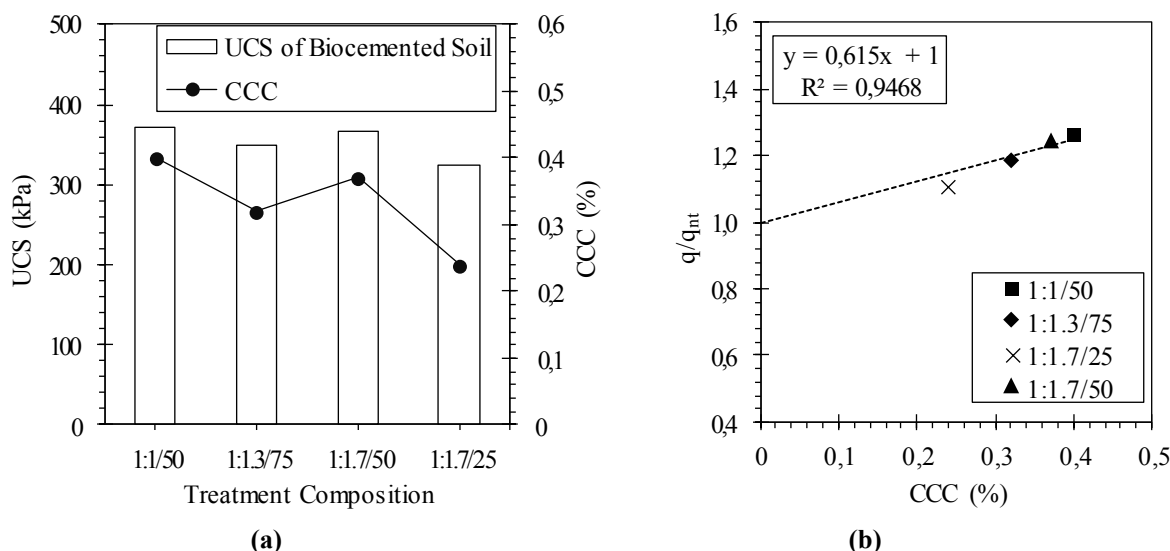 500
400
300
200
100
0
UCS (kPa)
UCS of Biocemented Soil
CCC
0,6
0,5
0,4
0,3
0,2
0,1
0
CCC (%)
1:1/50 1:1.3/75 1:1.7/50 1:1.7/25
Treatment Composition
(a)
1,6
1,4
1,2
1,0
0,8
0,6
0,4
q/qnt
y = 0,615x + 1
R² = 0,9468
1:1/50
1:1.3/75
1:1.7/25
1:1.7/50
0 0,1 0,2 0,3 0,4 0,5
CCC (%)
(b)